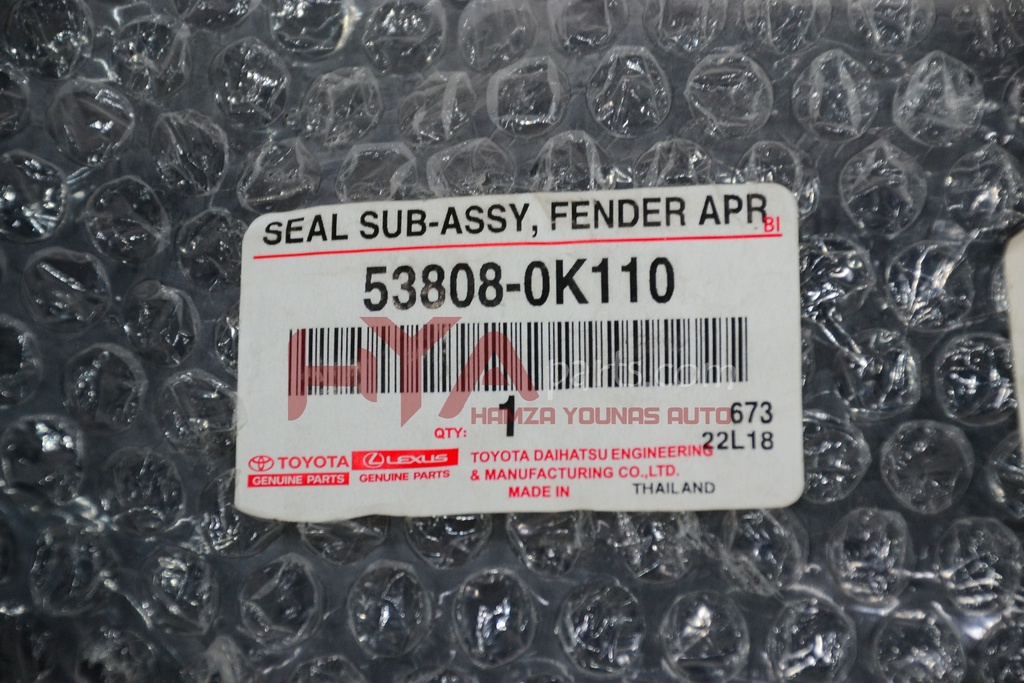 SEAL SUB-ASSY, FENDER APR
BI
53808-0K110
HYA parts.com
HAMZA YOUNAS AUTO
QTY: 1
673
22L18
TOYOTA
GENUINE PARTS
LEXUS
GENUINE PARTS
TOYOTA DAIHATSU ENGINEERING
& MANUFACTURING CO.,LTD.
MADE IN THAILAND